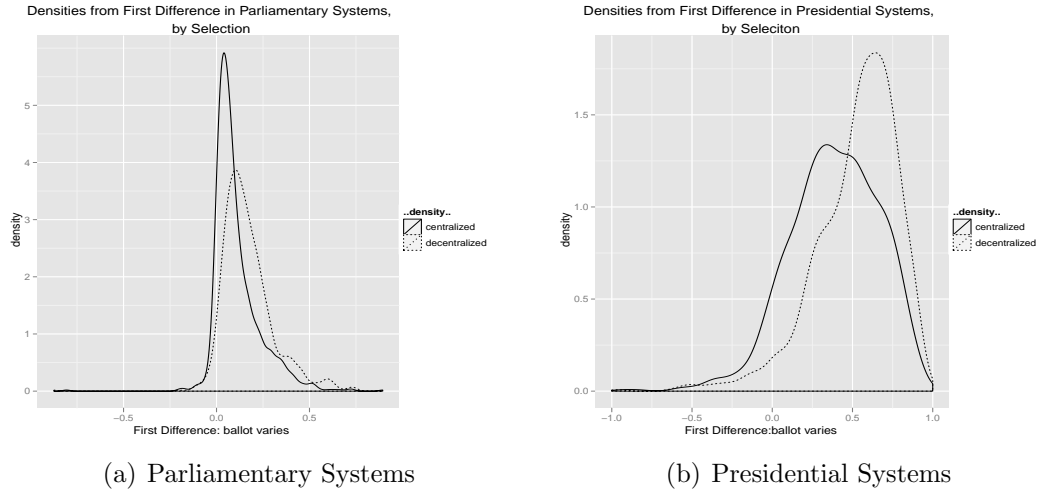 Densities from First Difference in Parliamentary Systems,
by Selection
density
5
4
3
2
1
0
−0.5
0.0
0.5
First Difference: ballot varies
..density..
centralized
decentralized
(a) Parliamentary Systems
Densities from First Difference in Presidential Systems,
by Seleciton
density
1.5
1.0
0.5
0.0
−1.0
−0.5
0.0
0.5
1.0
First Difference:ballot varies
..density..
centralized
decentralized
(b) Presidential Systems